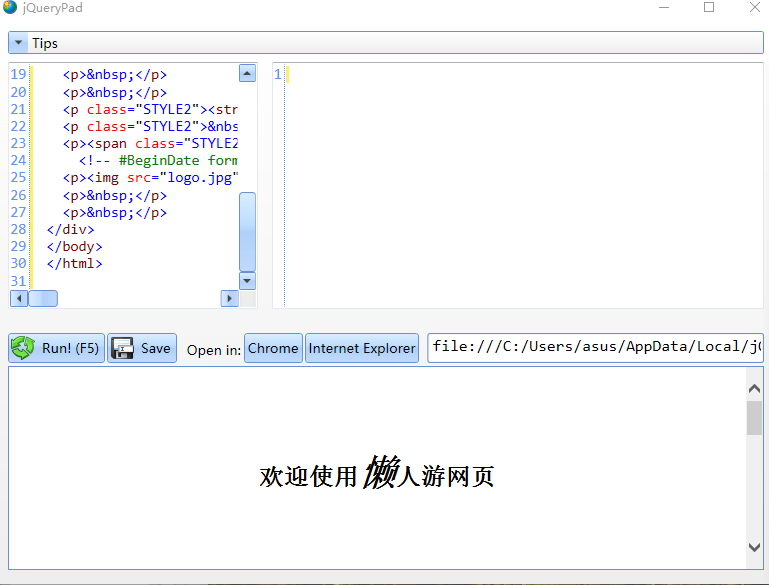 jQueryPad
Tips
19 <p>&nbsp;</p>
20 <p>&nbsp;</p>
21 <p class="STYLE2"><str
22 <p class="STYLE2">&nbs
23 <p><span class="STYLE2
24 <!-- #BeginDate form
25 <p><img src="logo.jpg"
26 <p>&nbsp;</p>
27 <p>&nbsp;</p>
28 </div>
29 </body>
30 </html>
31
1
Run! (F5) Save Open in: Chrome Internet Explorer file:///C:/Users/asus/AppData/Local/jQ
欢迎使用懒人游网页